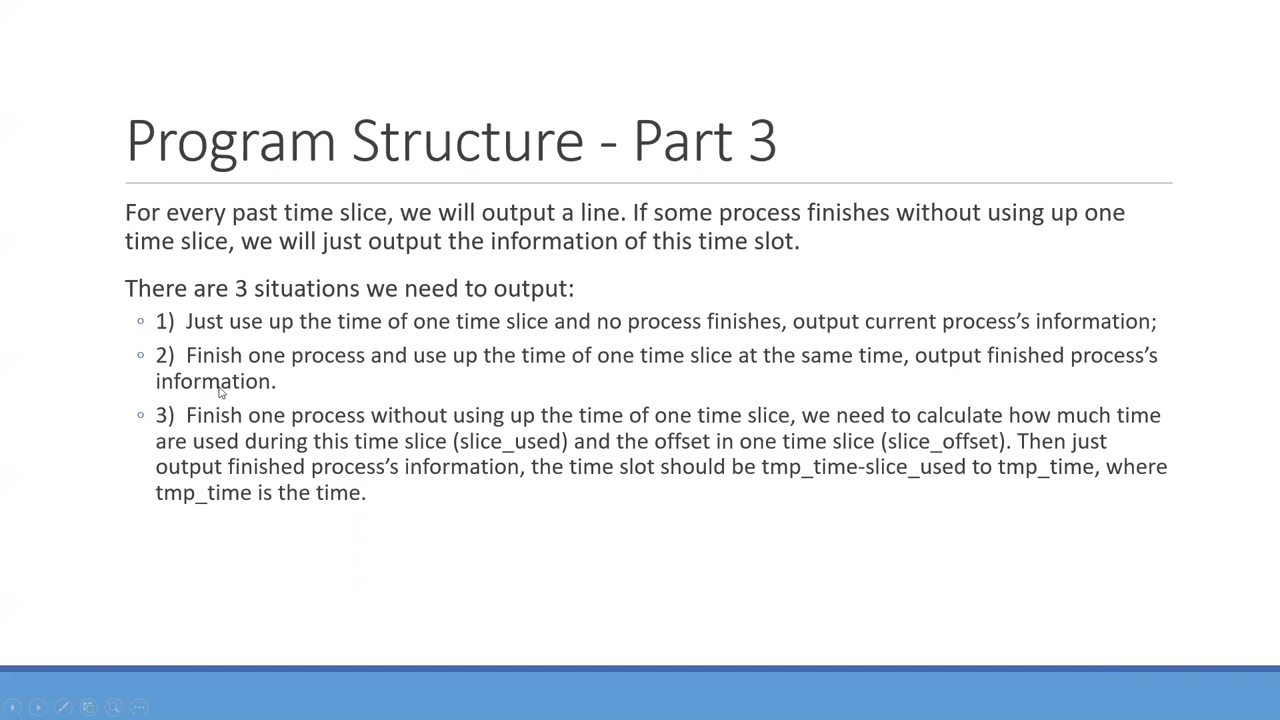 Program Structure - Part 3
For every past time slice, we will output a line. If some process finishes without using up one
time slice, we will just output the information of this time slot.
There are 3 situations we need to output:
1) Just use up the time of one time slice and no process finishes, output current process's information;
2) Finish one process and use up the time of one time slice at the same time, output finished process's
information.
3) Finish one process without using up the time of one time slice, we need to calculate how much time
are used during this time slice (slice_used) and the offset in one time slice (slice_offset). Then just
output finished process's information, the time slot should be tmp_time-slice_used to tmp_time, where
tmp_time is the time.